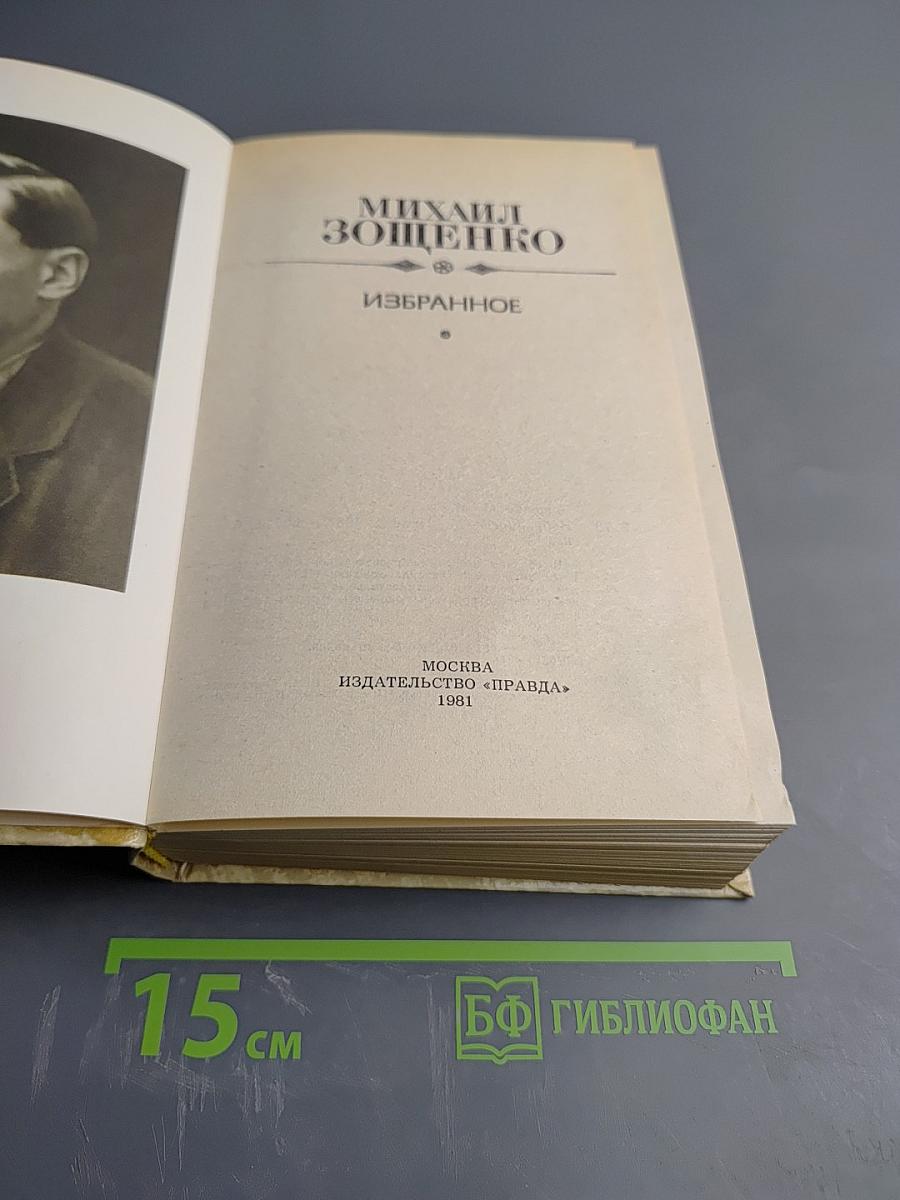 МИХАИЛ
ЗОЩЕНКО
ИЗБРАННОЕ
МОСКВА
ИЗДАТЕЛЬСТВО «ПРАВДА»
1981
15 см
БФ ГИБЛИОФАН